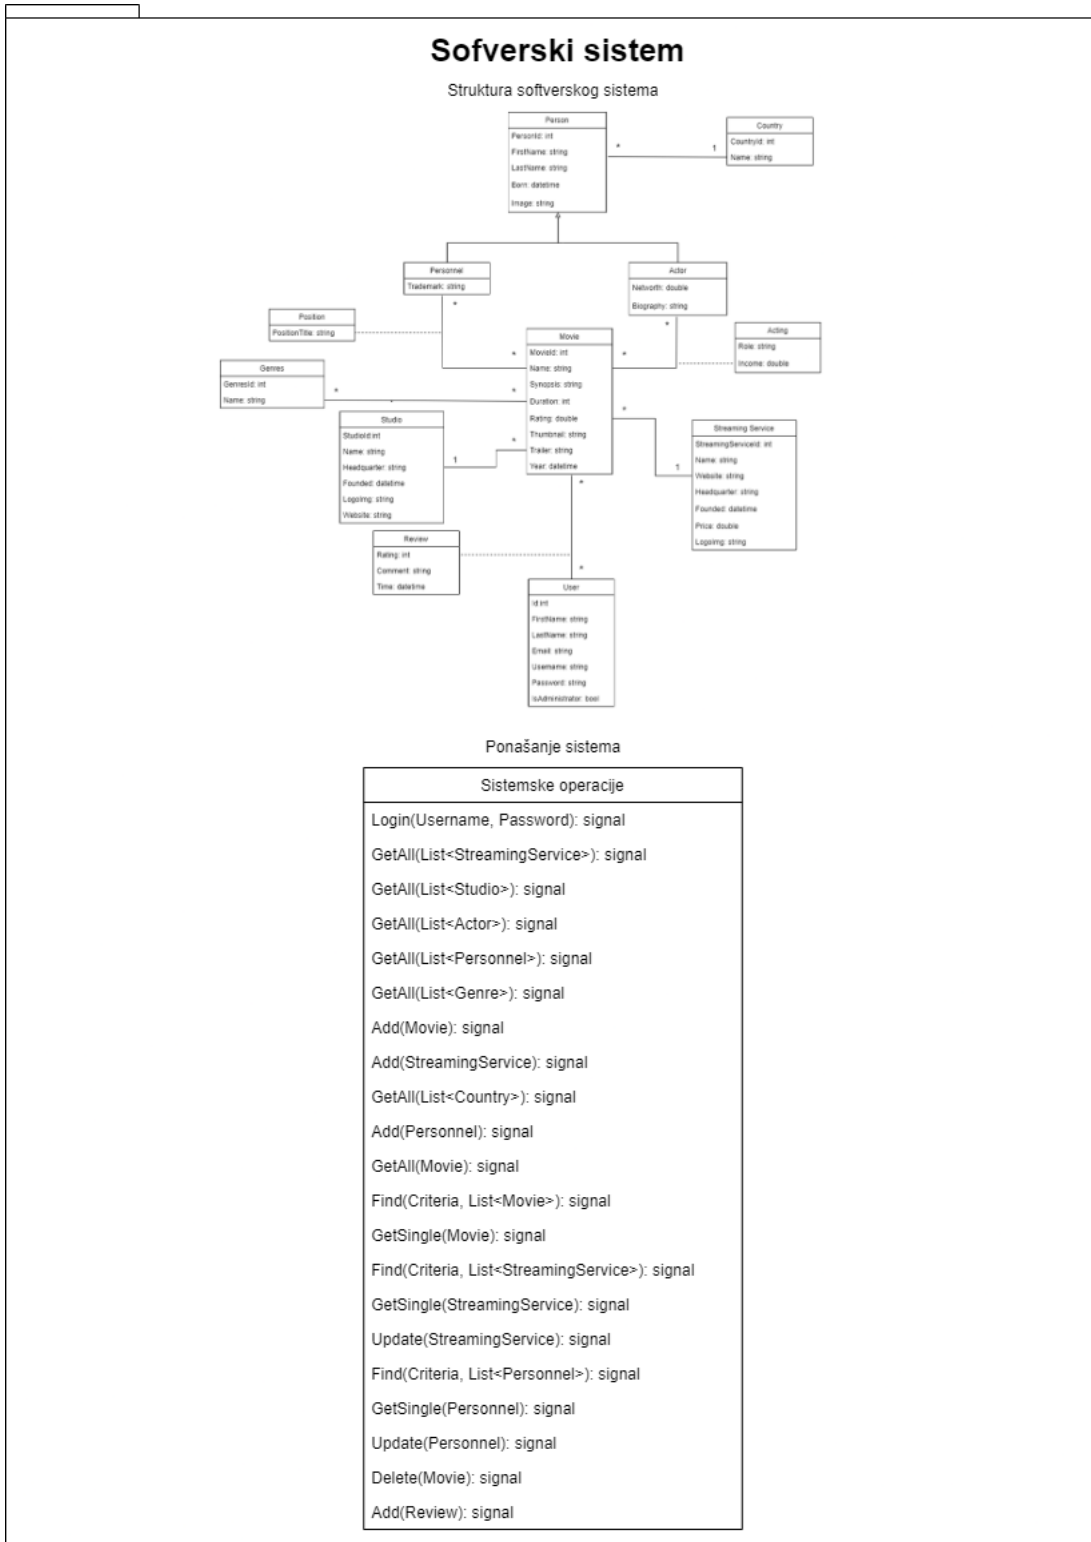 Sofverski sistem
Struktura softverskog sistema
Person
PersonId: int
FirstName: string
LastName: string
Born: datetime
Image: string
*
1
Country
CountryId: int
Name: string
Personnel
Trademark: string
*
Actor
Networth: double
Biography: string
*
Position
PositionTitle: string
Acting
Role: string
Income: double
Movie
MovieId: int
Name: string
Synopsis: string
Duration: int
Rating: double
Thumbnail: string
Trailer: string
Year: datetime
*
*
Genres
GenresId: int
Name: string
*
*
Studio
StudioId int
Name: string
Headquarter: string
Founded: datetime
LogoImg: string
Website: string
1
*
Streaming Service
StreamingServiceId: int
Name: string
Website: string
Headquarter: string
Founded: datetime
Price: double
LogoImg: string
*
1
Review
Rating: int
Comment: string
Time: datetime
*
*
User
Id int
FirstName: string
LastName: string
Email: string
Username: string
Password: string
IsAdministrator: bool
Ponašanje sistema
Sistemske operacije
Login(Username, Password): signal
GetAll(List<StreamingService>): signal
GetAll(List<Studio>): signal
GetAll(List<Actor>): signal
GetAll(List<Personnel>): signal
GetAll(List<Genre>): signal
Add(Movie): signal
Add(StreamingService): signal
GetAll(List<Country>): signal
Add(Personnel): signal
GetAll(Movie): signal
Find(Criteria, List<Movie>): signal
GetSingle(Movie): signal
Find(Criteria, List<StreamingService>): signal
GetSingle(StreamingService): signal
Update(StreamingService): signal
Find(Criteria, List<Personnel>): signal
GetSingle(Personnel): signal
Update(Personnel): signal
Delete(Movie): signal
Add(Review): signal